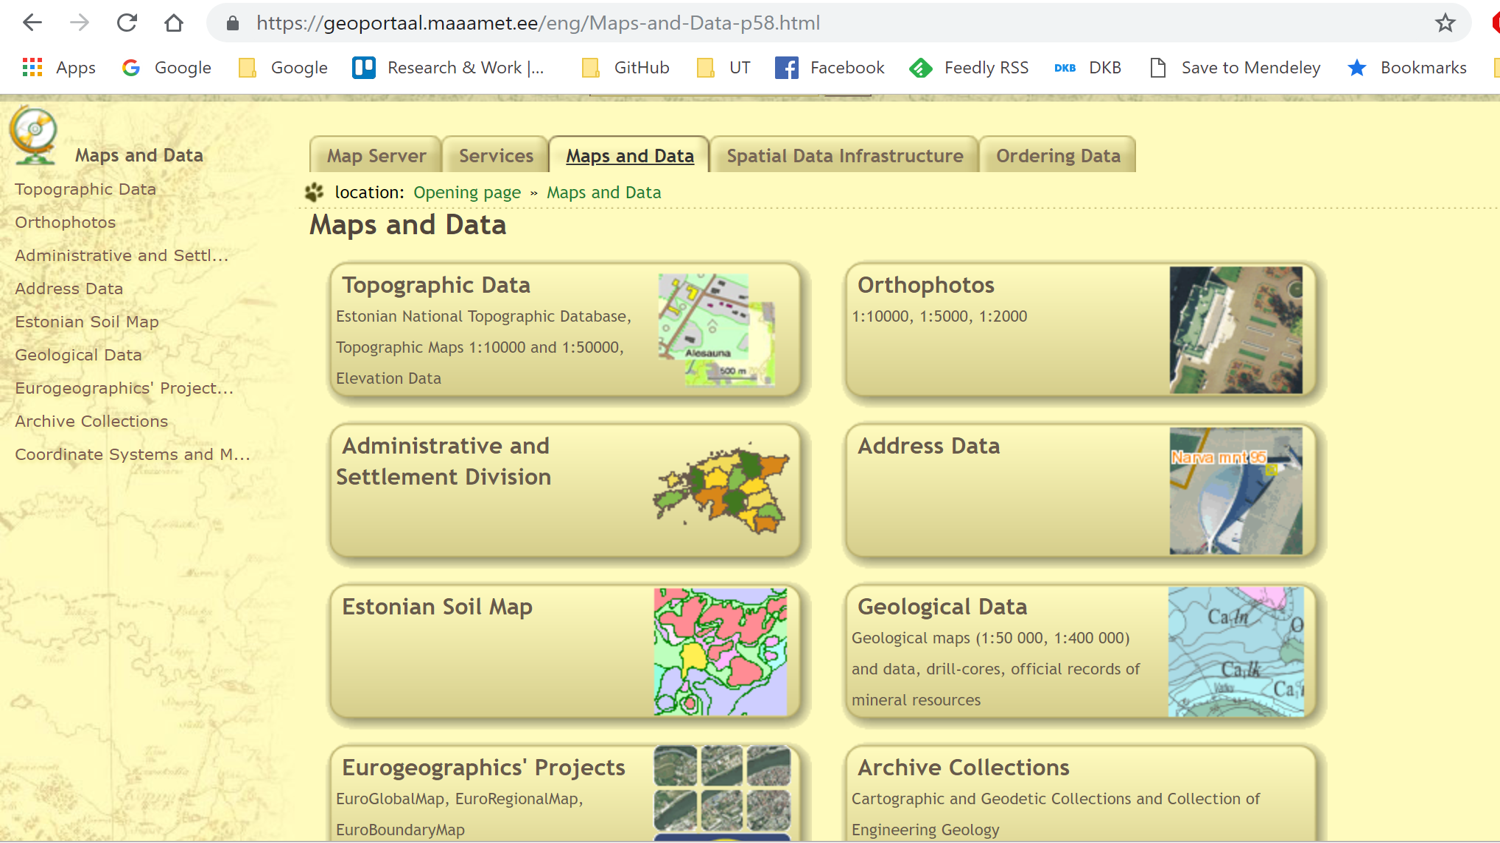 https://geoportaal.maaamet.ee/eng/Maps-and-Data-p58.html
Apps Google Google Research & Work |... GitHub UT Facebook Feedly RSS DKB DKB Save to Mendeley Bookmarks
Maps and Data
Topographic Data
Orthophotos
Administrative and Settl...
Address Data
Estonian Soil Map
Geological Data
Eurogeographics' Project...
Archive Collections
Coordinate Systems and M...
Map Server Services Maps and Data Spatial Data Infrastructure Ordering Data
location: Opening page » Maps and Data
Maps and Data
Topographic Data
Estonian National Topographic Database,
Topographic Maps 1:10000 and 1:50000,
Elevation Data
Alesauna
500 m
Orthophotos
1:10000, 1:5000, 1:2000
Administrative and
Settlement Division
Address Data
Narva mnt 95
Estonian Soil Map
Geological Data
Geological maps (1:50 000, 1:400 000)
and data, drill-cores, official records of
mineral resources
Eurogeographics' Projects
EuroGlobalMap, EuroRegionalMap,
EuroBoundaryMap
Archive Collections
Cartographic and Geodetic Collections and Collection of
Engineering Geology